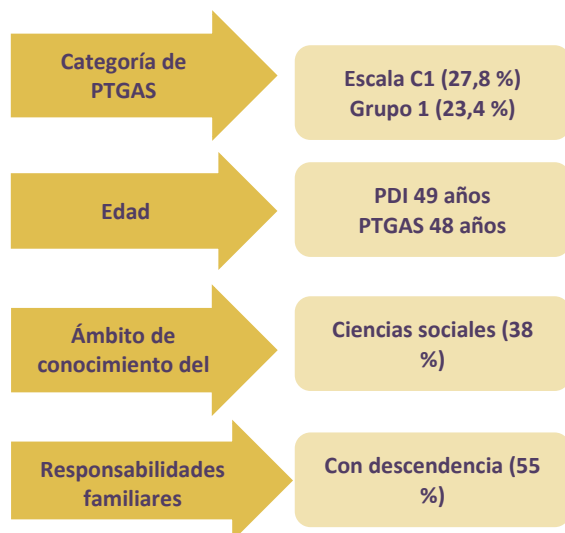 Categoría de
PTGAS
Escala C1 (27,8 %)
Grupo 1 (23,4 %)
Edad
PDI 49 años
PTGAS 48 años
Ámbito de
conocimiento del
Ciencias sociales (38
%)
Responsabilidades
familiares
Con descendencia (55
%)